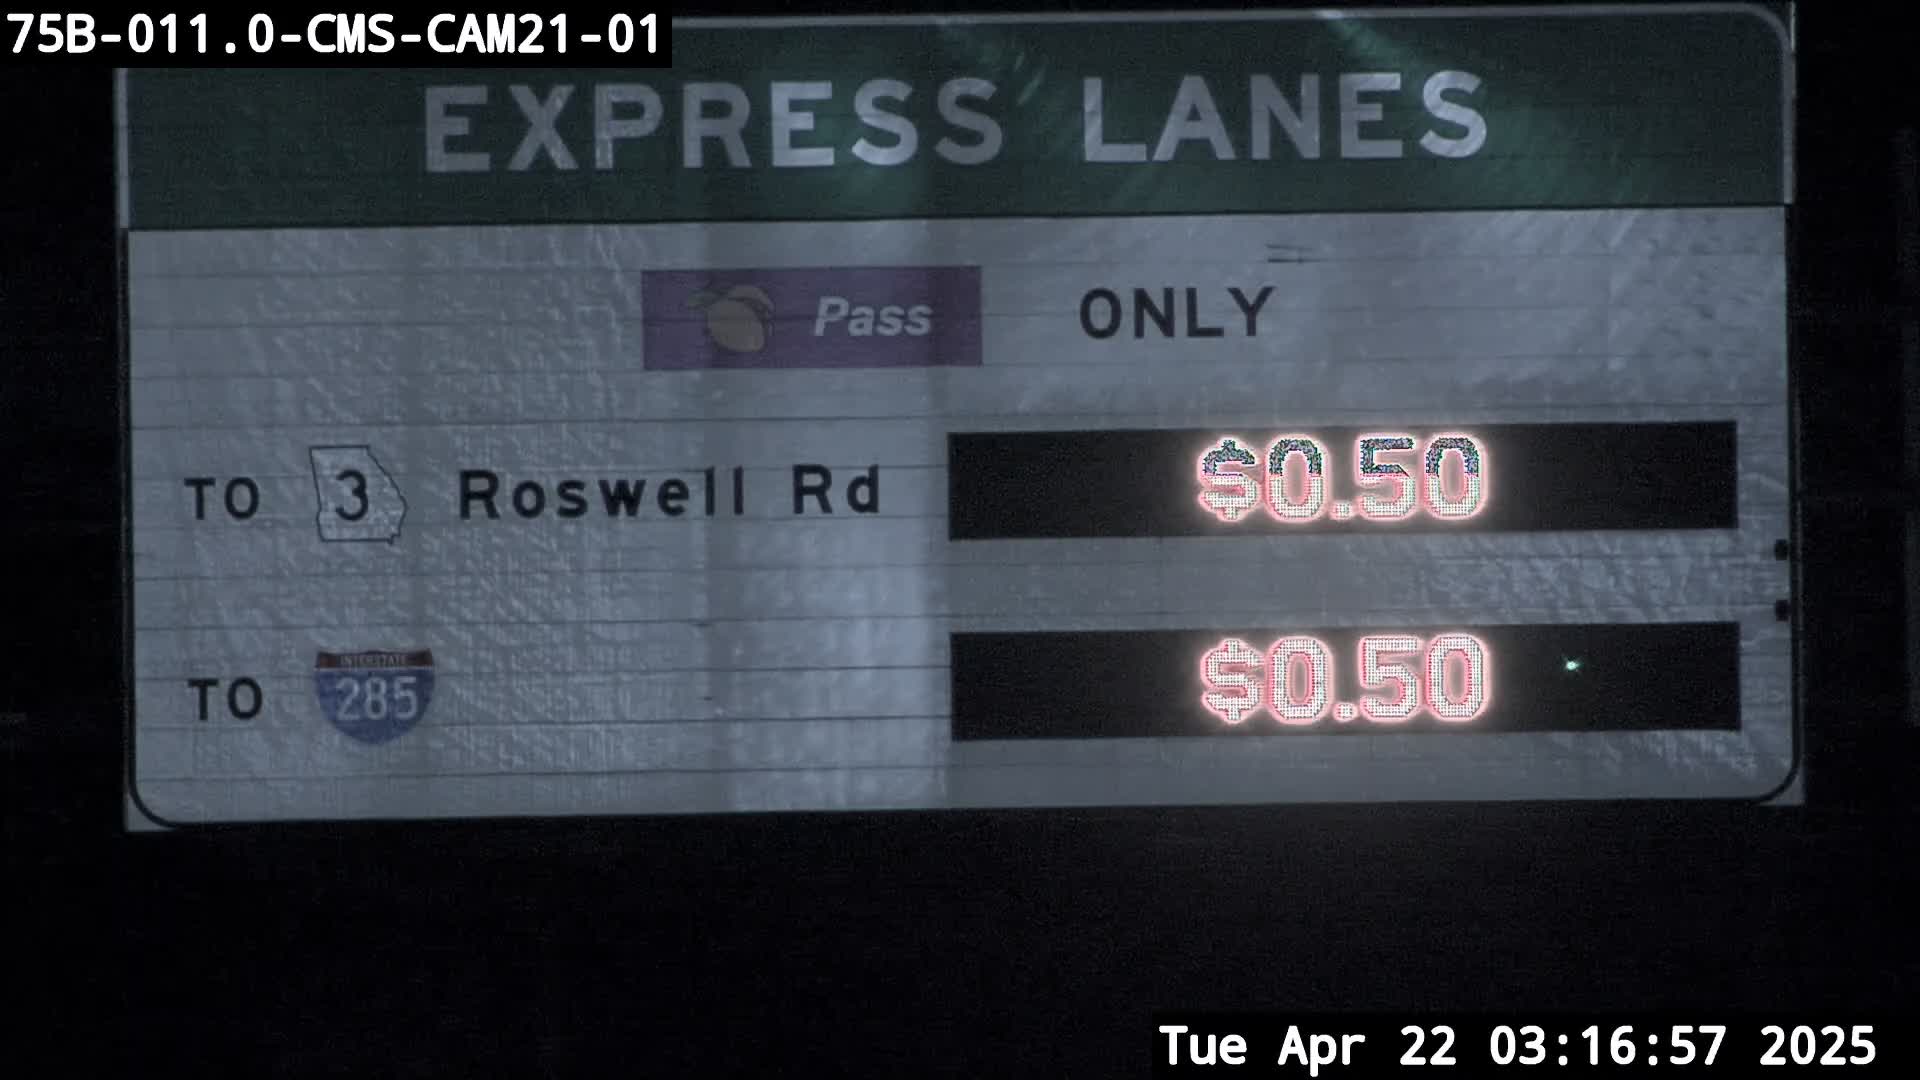 75B-011.0-CMS-CAM21-01
EXPRESS LANES
Pass ONLY
TO 3 Roswell Rd $0.50
TO INTERSTATE 285 $0.50
Tue Apr 22 03:16:57 2025